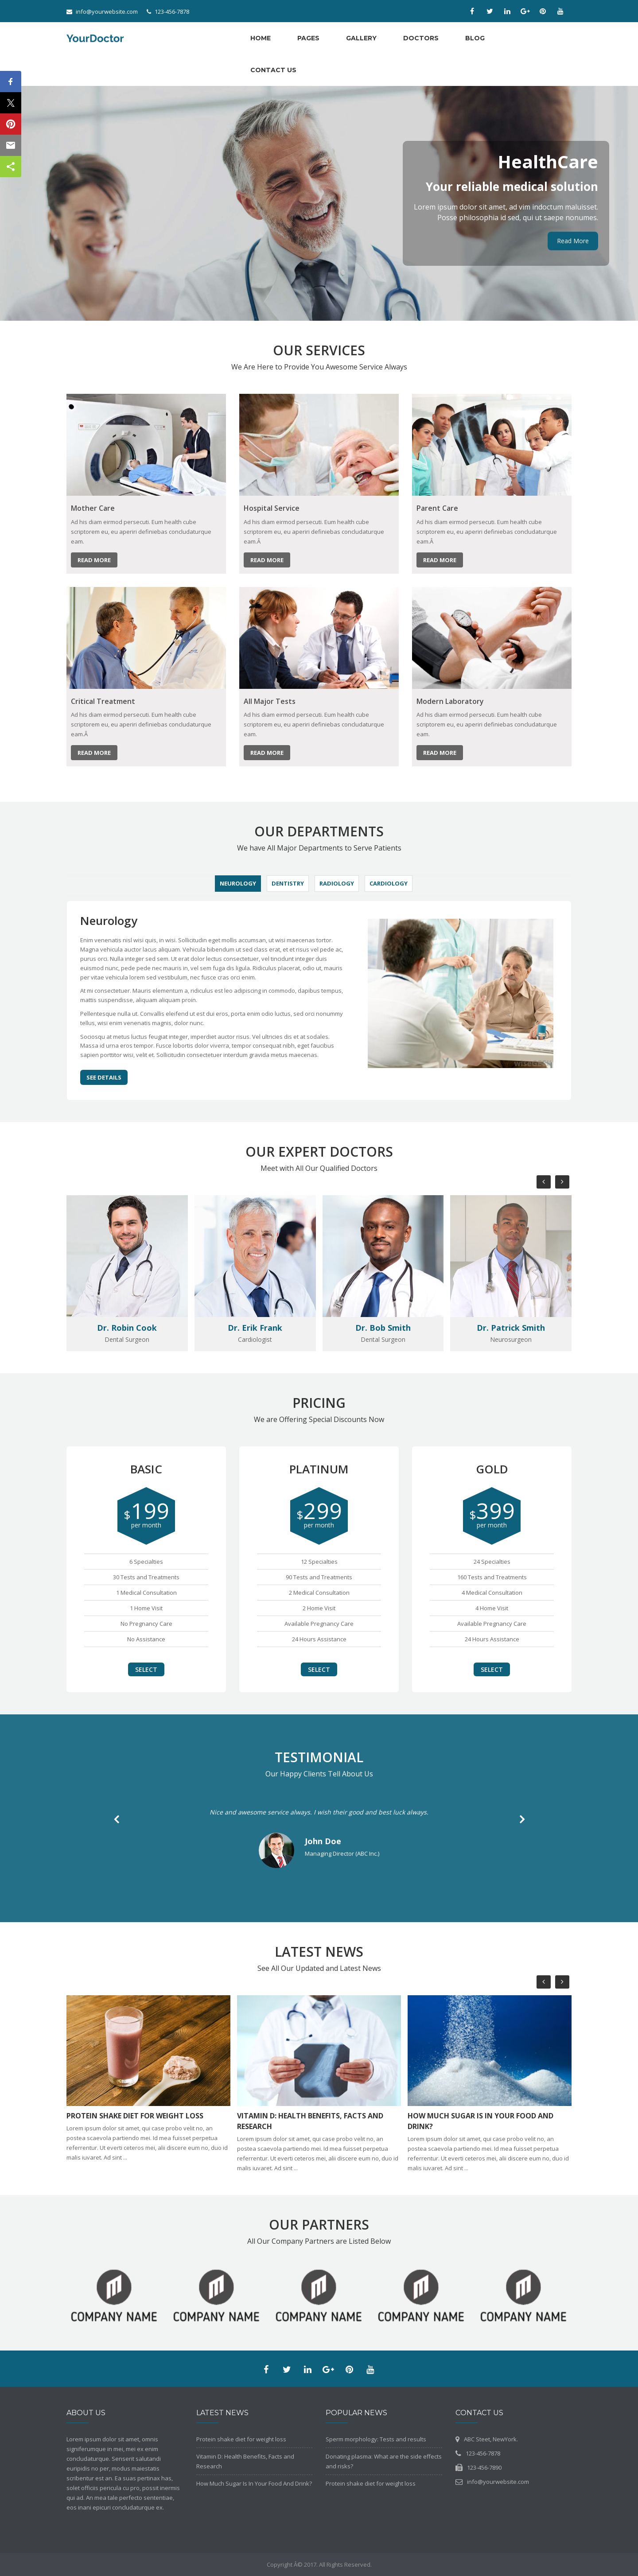 info@yourwebsite.com 123-456-7878
YourDoctor
HOME PAGES GALLERY DOCTORS BLOG
CONTACT US
HealthCare
Your reliable medical solution
Lorem ipsum dolor sit amet, ad vim indoctum maluisset.
Posse philosophia id sed, qui ut saepe nonumes.
Read More
OUR SERVICES
We Are Here to Provide You Awesome Service Always
Mother Care
Ad his diam eirmod persecuti. Eum health cube
scriptorem eu, eu aperiri definiebas concludaturque
eam.
READ MORE
Hospital Service
Ad his diam eirmod persecuti. Eum health cube
scriptorem eu, eu aperiri definiebas concludaturque
eam.Â
READ MORE
Parent Care
Ad his diam eirmod persecuti. Eum health cube
scriptorem eu, eu aperiri definiebas concludaturque
eam.Â
READ MORE
Critical Treatment
Ad his diam eirmod persecuti. Eum health cube
scriptorem eu, eu aperiri definiebas concludaturque
eam.Â
READ MORE
All Major Tests
Ad his diam eirmod persecuti. Eum health cube
scriptorem eu, eu aperiri definiebas concludaturque
eam.
READ MORE
Modern Laboratory
Ad his diam eirmod persecuti. Eum health cube
scriptorem eu, eu aperiri definiebas concludaturque
eam.
READ MORE
OUR DEPARTMENTS
We have All Major Departments to Serve Patients
NEUROLOGY DENTISTRY RADIOLOGY CARDIOLOGY
Neurology
Enim venenatis nisl wisi quis, in wisi. Sollicitudin eget mollis accumsan, ut wisi maecenas tortor.
Magna vehicula auctor lacus aliquam. Vehicula bibendum ut sed class erat, et et risus vel pede ac,
purus orci. Nulla integer sed sem. Ut erat dolor lectus consectetuer, vel tincidunt integer duis
euismod nunc, pede pede nec mauris in, vel sem fuga dis ligula. Ridiculus placerat, odio ut, mauris
per vitae vehicula lorem sed vestibulum, nec fusce cras orci enim.
At mi consectetuer. Mauris elementum a, ridiculus est leo adipiscing in commodo, dapibus tempus,
mattis suspendisse, aliquam aliquam proin.
Pellentesque nulla ut. Convallis eleifend ut est dui eros, porta enim odio luctus, sed orci nonummy
tellus, wisi enim venenatis magnis, dolor nunc.
Sociosqu at metus luctus feugiat integer, imperdiet auctor risus. Vel ultricies dis et at sodales.
Massa id urna eros tempor. Fusce lobortis dolor viverra, tempor consequat nibh, eget faucibus
sapien porttitor wisi, velit et. Sollicitudin consectetuer interdum gravida metus maecenas.
SEE DETAILS
OUR EXPERT DOCTORS
Meet with All Our Qualified Doctors
Dr. Robin Cook
Dental Surgeon
Dr. Erik Frank
Cardiologist
Dr. Bob Smith
Dental Surgeon
Dr. Patrick Smith
Neurosurgeon
PRICING
We are Offering Special Discounts Now
BASIC
$199
per month
6 Specialties
30 Tests and Treatments
1 Medical Consultation
1 Home Visit
No Pregnancy Care
No Assistance
SELECT
PLATINUM
$299
per month
12 Specialties
90 Tests and Treatments
2 Medical Consultation
2 Home Visit
Available Pregnancy Care
24 Hours Assistance
SELECT
GOLD
$399
per month
24 Specialties
160 Tests and Treatments
4 Medical Consultation
4 Home Visit
Available Pregnancy Care
24 Hours Assistance
SELECT
TESTIMONIAL
Our Happy Clients Tell About Us
Nice and awesome service always. I wish their good and best luck always.
John Doe
Managing Director (ABC Inc.)
LATEST NEWS
See All Our Updated and Latest News
PROTEIN SHAKE DIET FOR WEIGHT LOSS
Lorem ipsum dolor sit amet, qui case probo velit no, an
postea scaevola partiendo mei. Id mea fuisset perpetua
referrentur. Ut everti ceteros mei, alii discere eum no, duo id
malis iuvaret. Ad sint ...
VITAMIN D: HEALTH BENEFITS, FACTS AND
RESEARCH
Lorem ipsum dolor sit amet, qui case probo velit no, an
postea scaevola partiendo mei. Id mea fuisset perpetua
referrentur. Ut everti ceteros mei, alii discere eum no, duo id
malis iuvaret. Ad sint ...
HOW MUCH SUGAR IS IN YOUR FOOD AND
DRINK?
Lorem ipsum dolor sit amet, qui case probo velit no, an
postea scaevola partiendo mei. Id mea fuisset perpetua
referrentur. Ut everti ceteros mei, alii discere eum no, duo id
malis iuvaret. Ad sint ...
OUR PARTNERS
All Our Company Partners are Listed Below
COMPANY NAME COMPANY NAME COMPANY NAME COMPANY NAME COMPANY NAME
ABOUT US
Lorem ipsum dolor sit amet, omnis
signiferumque in mei, mei ex enim
concludaturque. Senserit salutandi
euripidis no per, modus maiestatis
scribentur est an. Ea suas pertinax has,
solet officiis pericula cu pro, possit inermis
qui ad. An mea tale perfecto sententiae,
eos inani epicuri concludaturque ex.
LATEST NEWS
Protein shake diet for weight loss
Vitamin D: Health Benefits, Facts and
Research
How Much Sugar Is In Your Food And Drink?
POPULAR NEWS
Sperm morphology: Tests and results
Donating plasma: What are the side effects
and risks?
Protein shake diet for weight loss
CONTACT US
ABC Steet, NewYork.
123-456-7878
123-456-7890
info@yourwebsite.com
Copyright Â© 2017. All Rights Reserved.